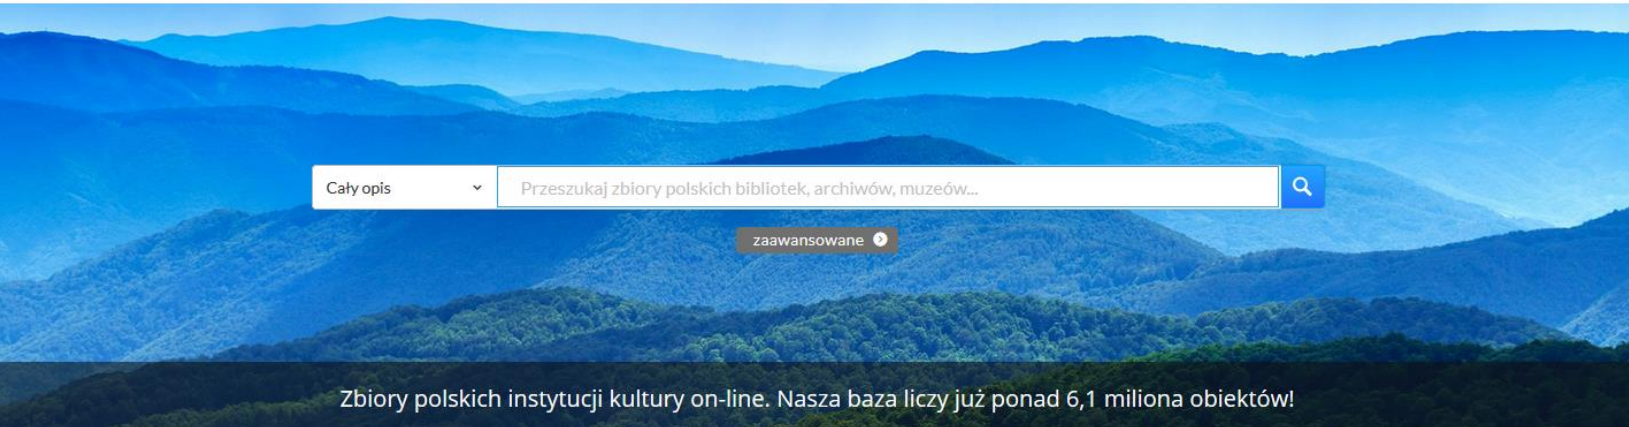 Cały opis
Przeszukaj zbiory polskich bibliotek, archiwów, muzeów...
zaawansowane
Zbiory polskich instytucji kultury on-line. Nasza baza liczy już ponad 6,1 miliona obiektów!